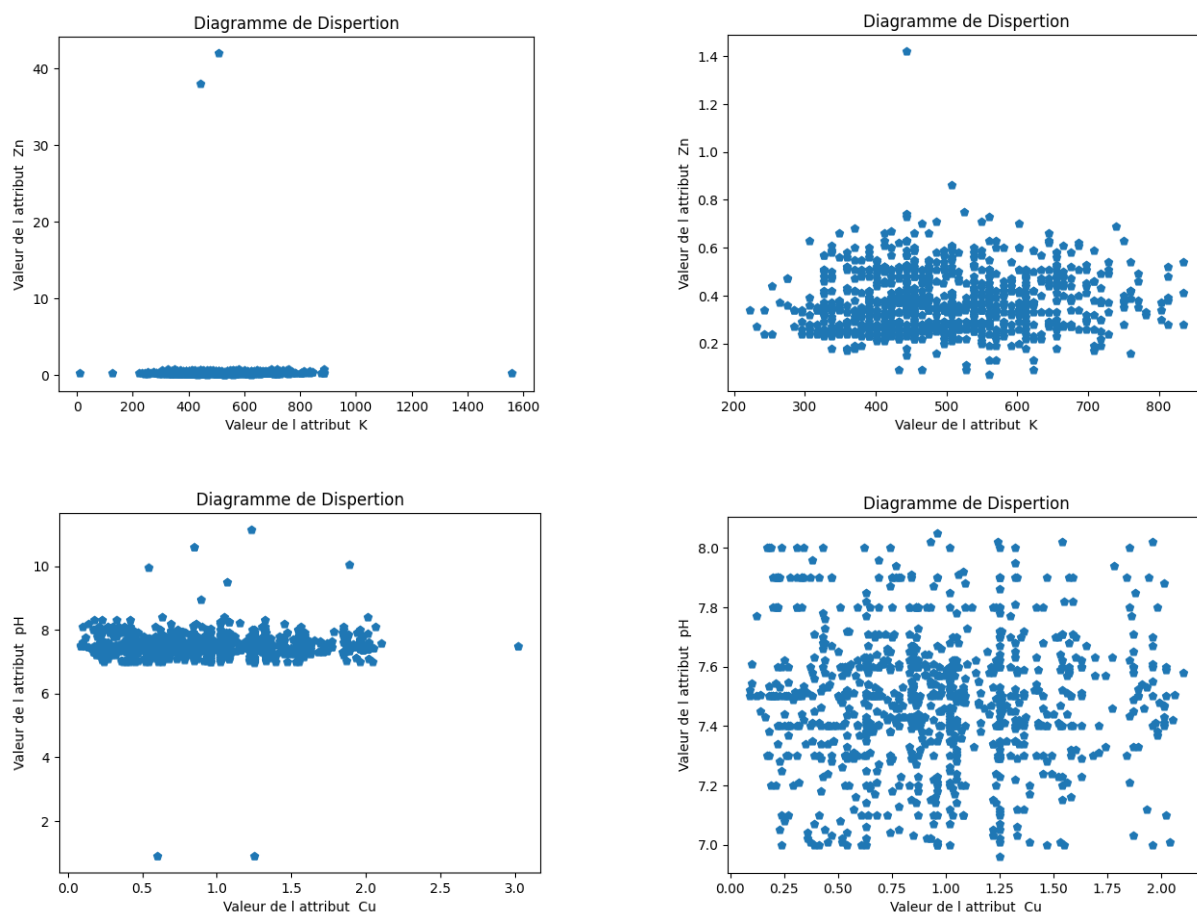 Diagramme de Dispertion
40
30
20
10
0
Valeur de l attribut  Zn
0 200 400 600 800 1000 1200 1400 1600
Valeur de l attribut  K
Diagramme de Dispertion
1.4
1.2
1.0
0.8
0.6
0.4
0.2
Valeur de l attribut  Zn
200 300 400 500 600 700 800
Valeur de l attribut  K
Diagramme de Dispertion
10
8
6
4
2
Valeur de l attribut  pH
0.0 0.5 1.0 1.5 2.0 2.5 3.0
Valeur de l attribut  Cu
Diagramme de Dispertion
8.0
7.8
7.6
7.4
7.2
7.0
Valeur de l attribut  pH
0.00 0.25 0.50 0.75 1.00 1.25 1.50 1.75 2.00
Valeur de l attribut  Cu